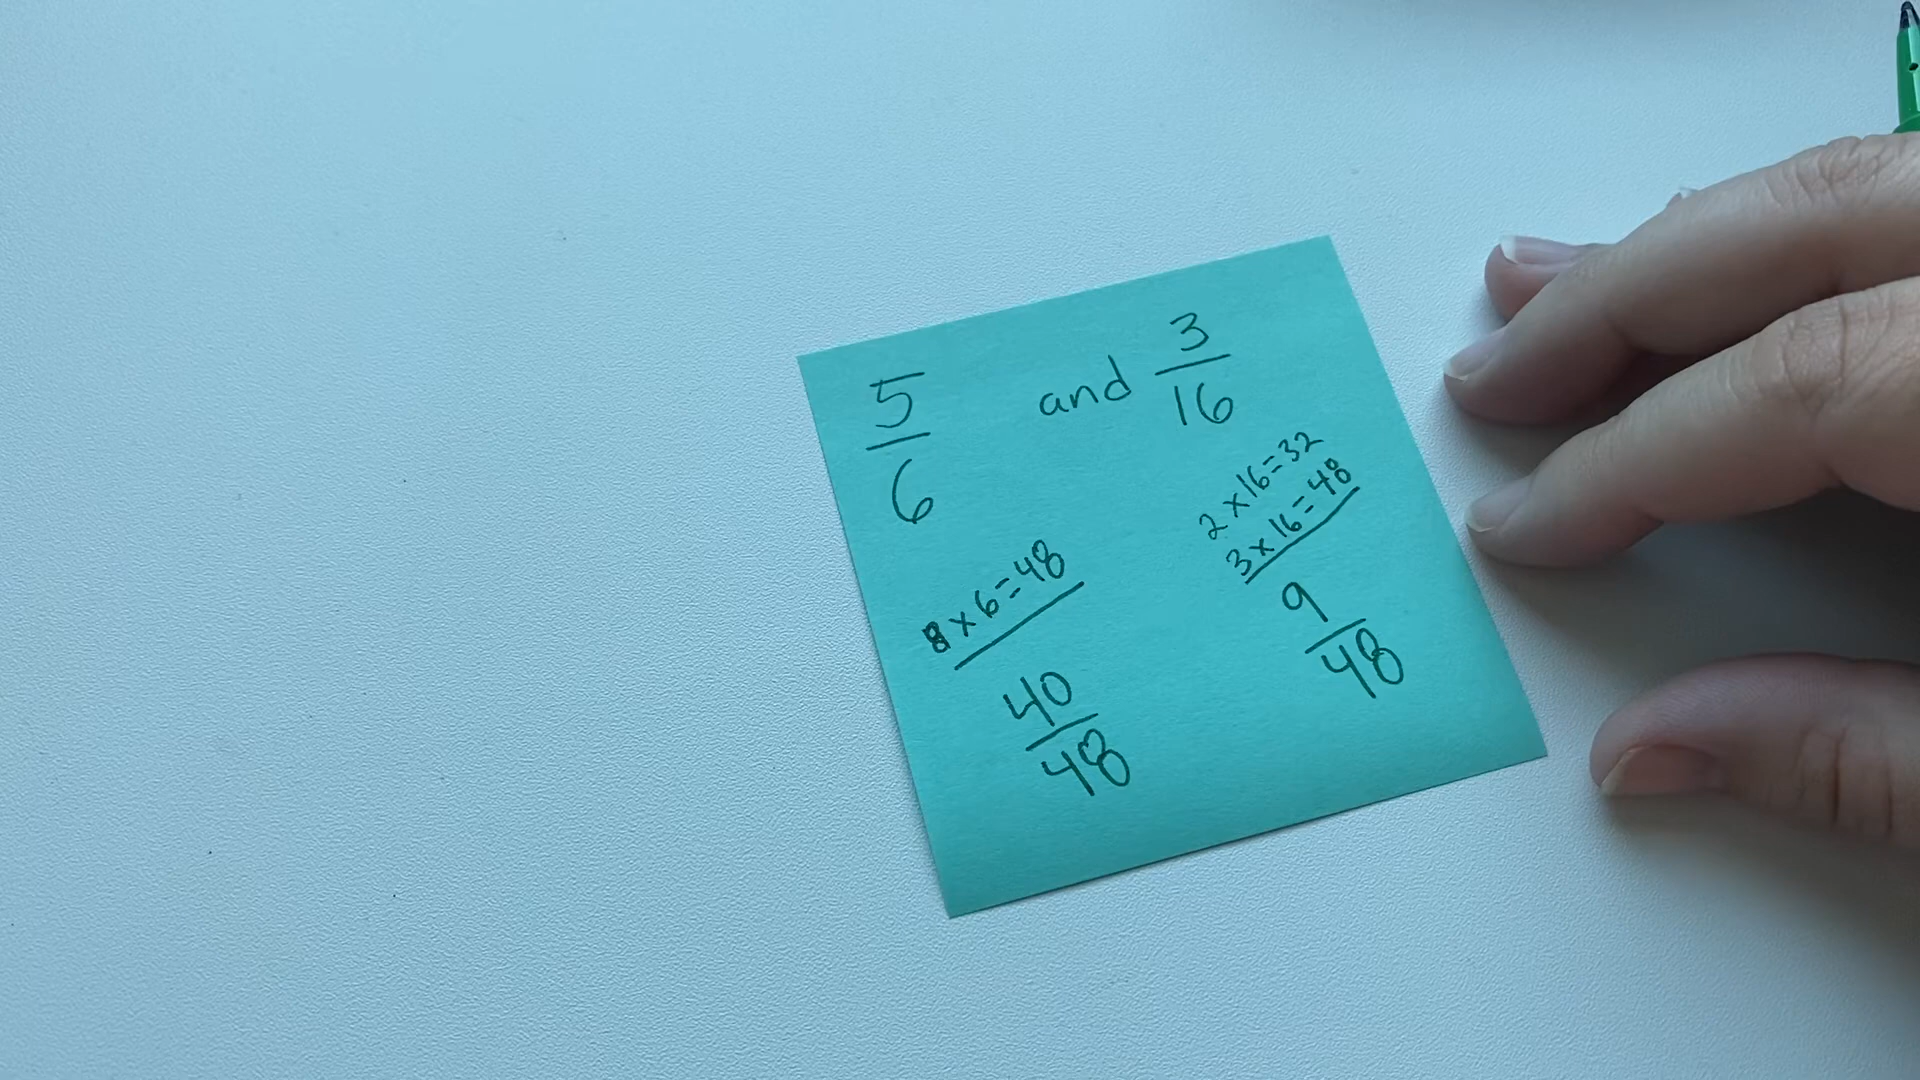 5/6 and 3/16
2 x 16 = 32
3 x 16 = 48
8 x 6 = 48
40/48
9/48